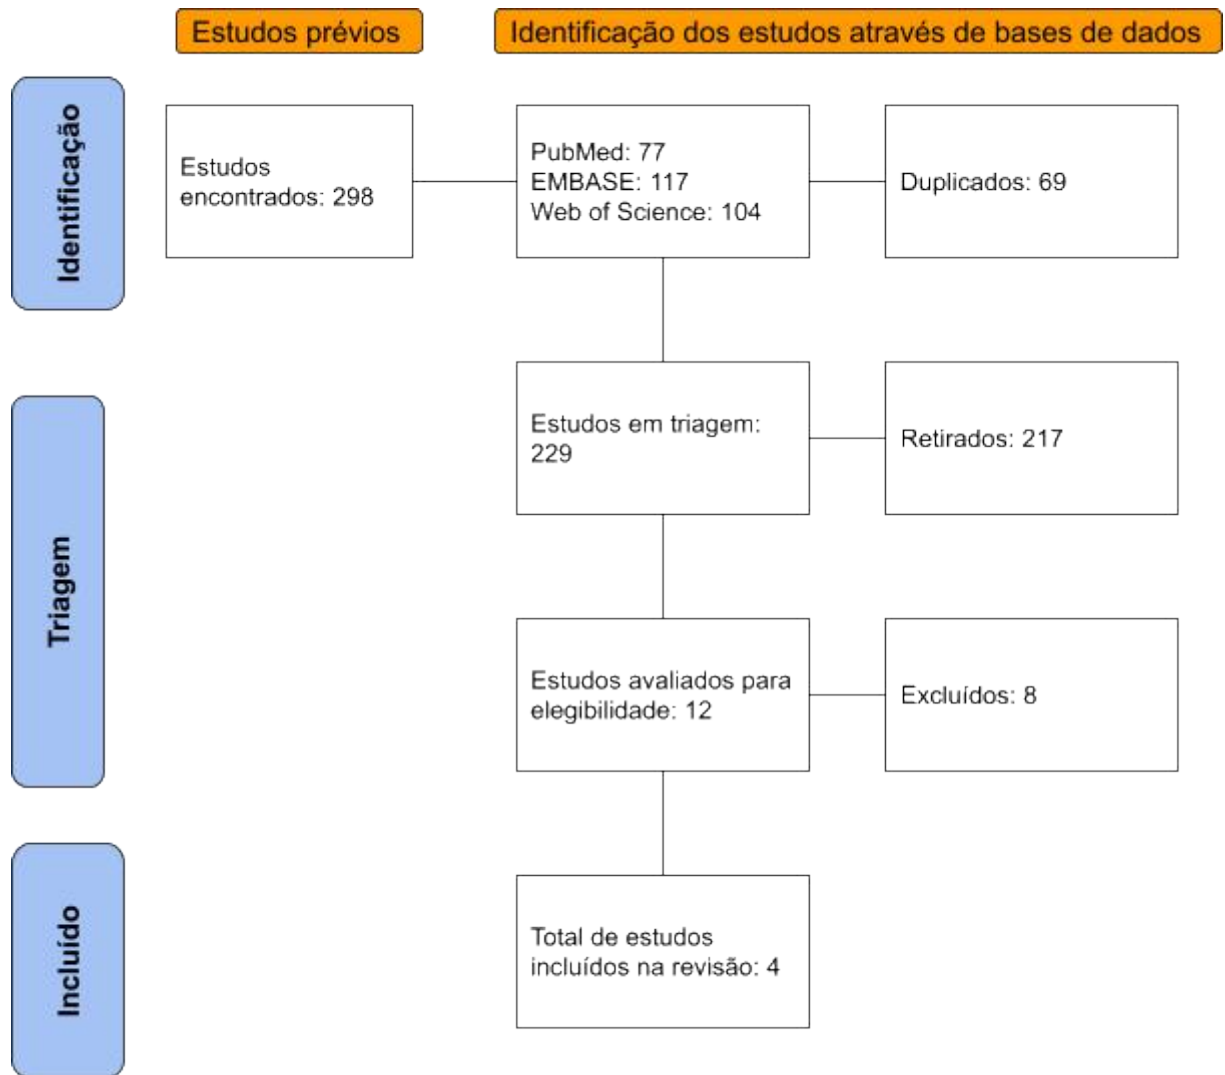 Estudos prévios
Identificação dos estudos através de bases de dados
Identificação
Estudos
encontrados: 298
PubMed: 77
EMBASE: 117
Web of Science: 104
Duplicados: 69
Triagem
Estudos em triagem:
229
Retirados: 217
Estudos avaliados para
elegibilidade: 12
Excluídos: 8
Incluído
Total de estudos
incluídos na revisão: 4